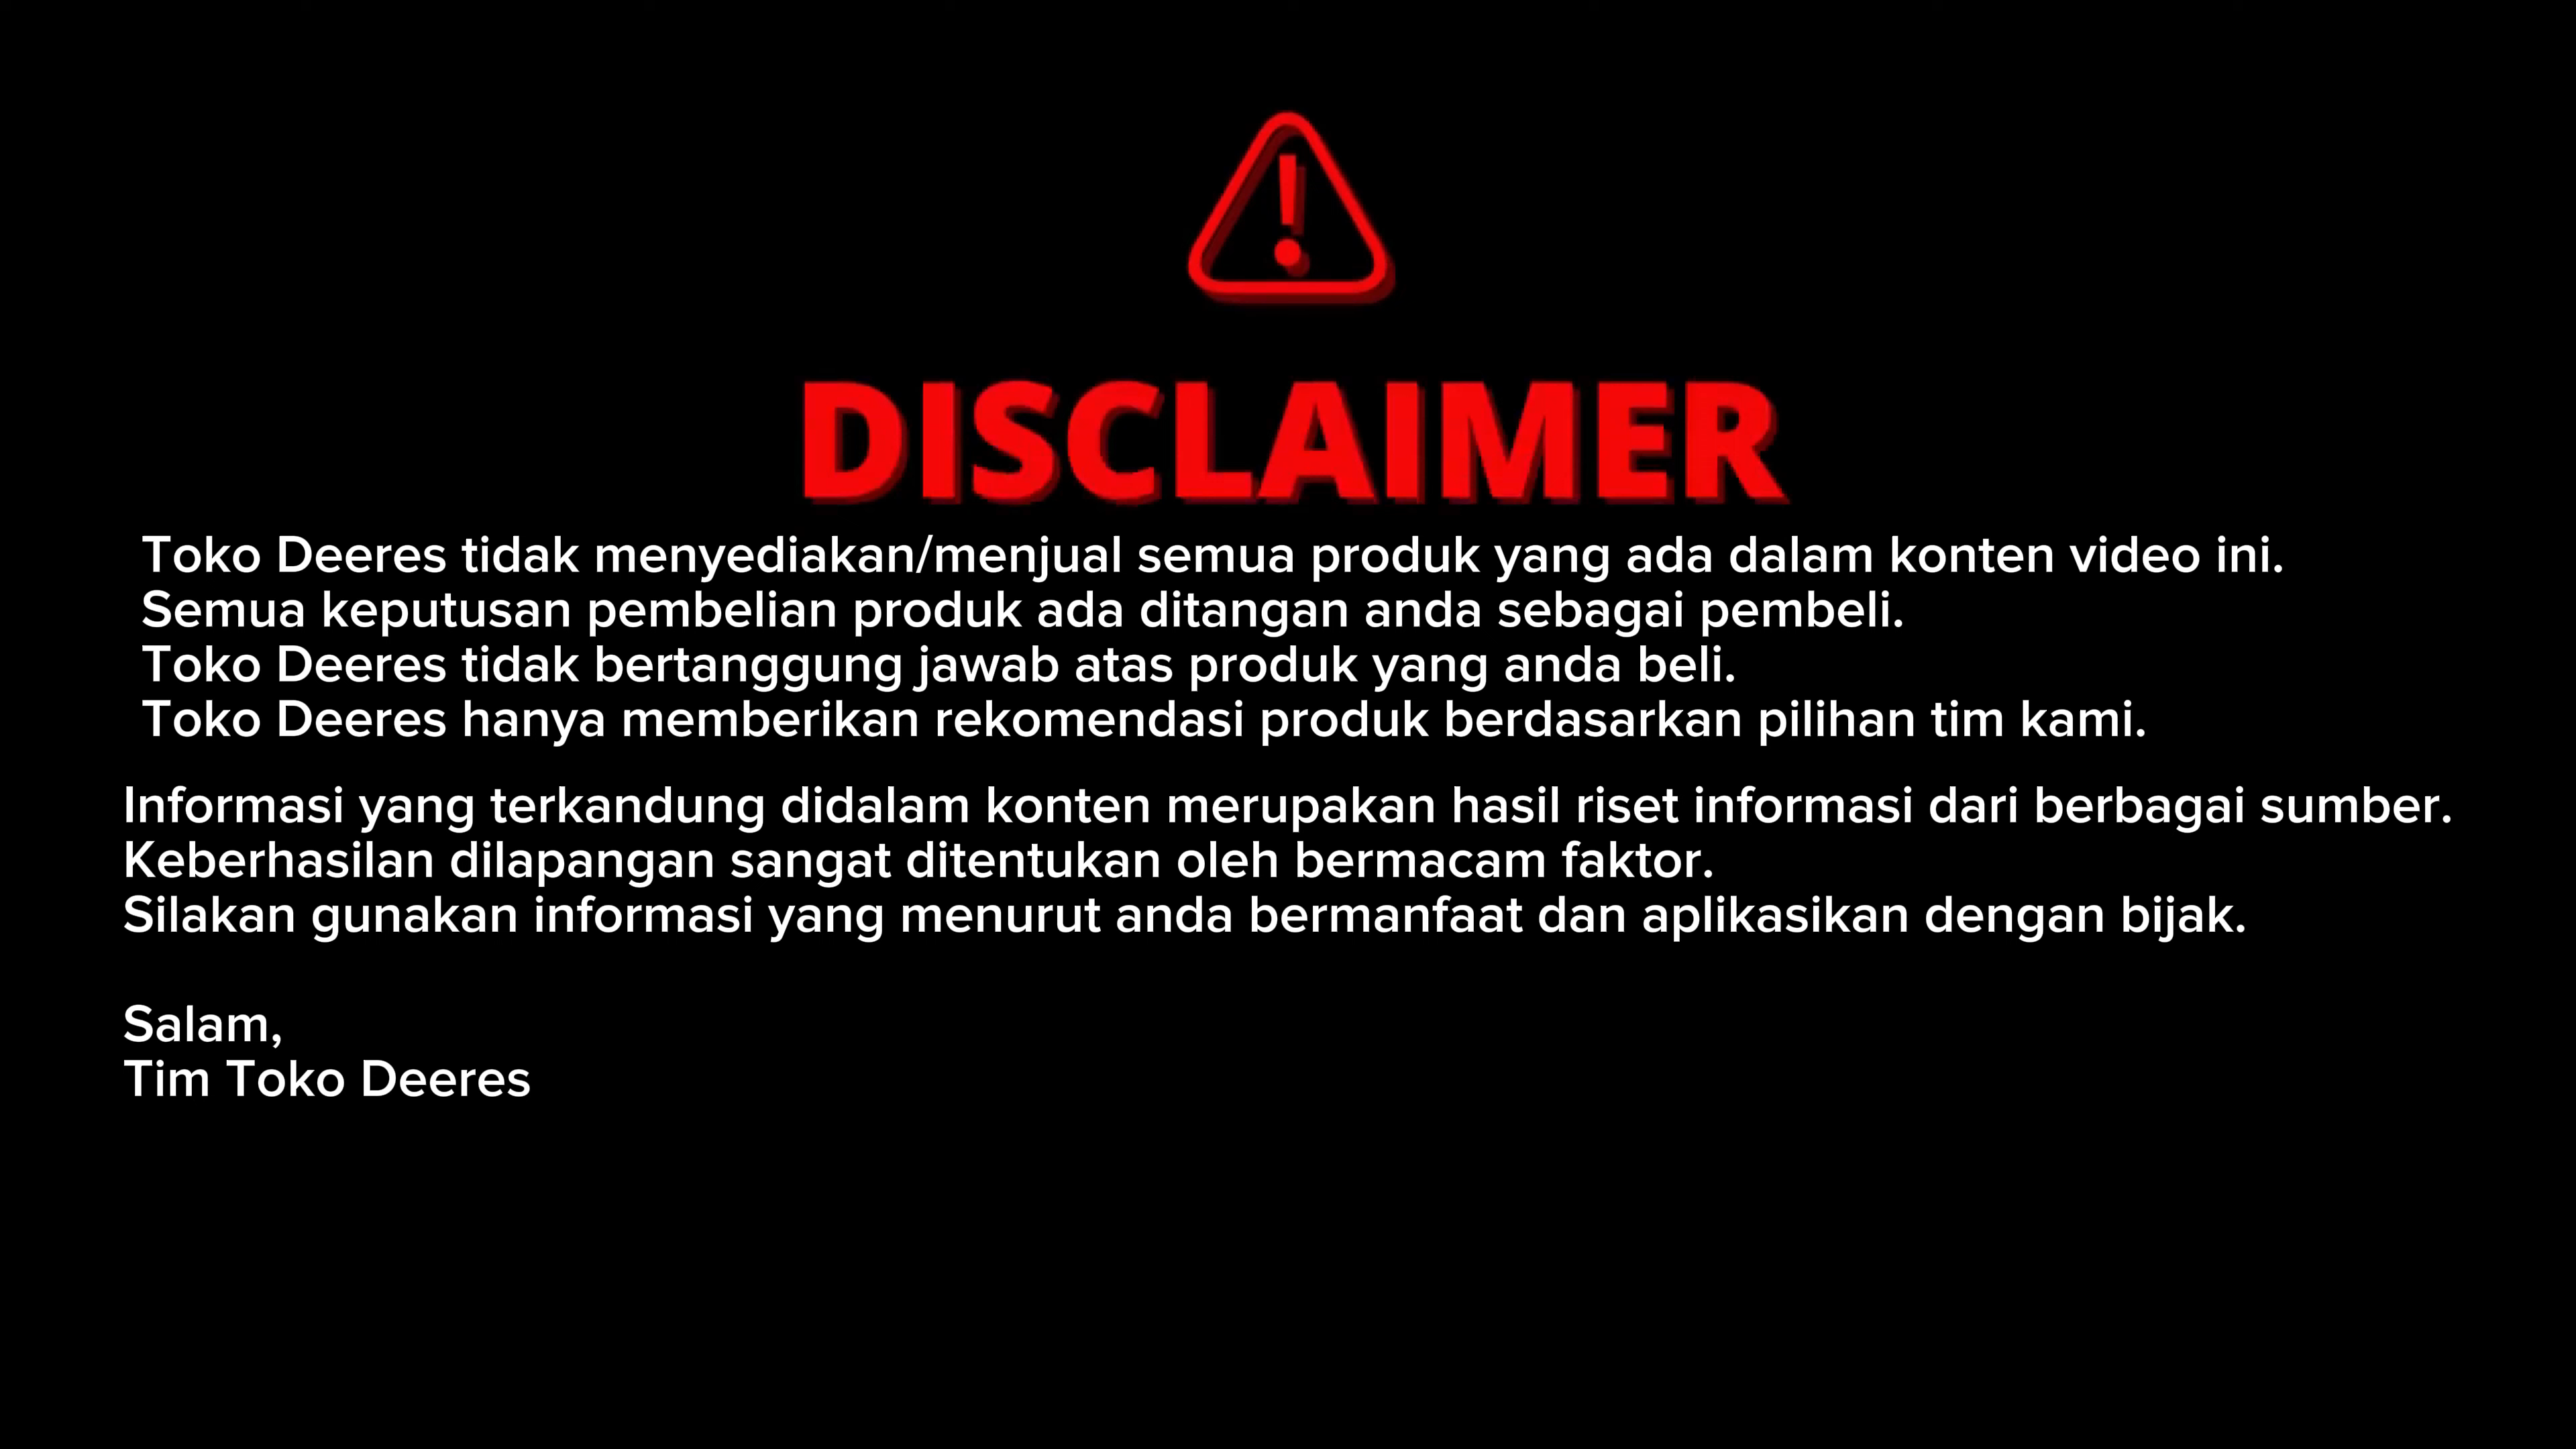 DISCLAIMER
Toko Deeres tidak menyediakan/menjual semua produk yang ada dalam konten video ini.
Semua keputusan pembelian produk ada ditangan anda sebagai pembeli.
Toko Deeres tidak bertanggung jawab atas produk yang anda beli.
Toko Deeres hanya memberikan rekomendasi produk berdasarkan pilihan tim kami.
Informasi yang terkandung didalam konten merupakan hasil riset informasi dari berbagai sumber.
Keberhasilan dilapangan sangat ditentukan oleh bermacam faktor.
Silakan gunakan informasi yang menurut anda bermanfaat dan aplikasikan dengan bijak.
Salam,
Tim Toko Deeres